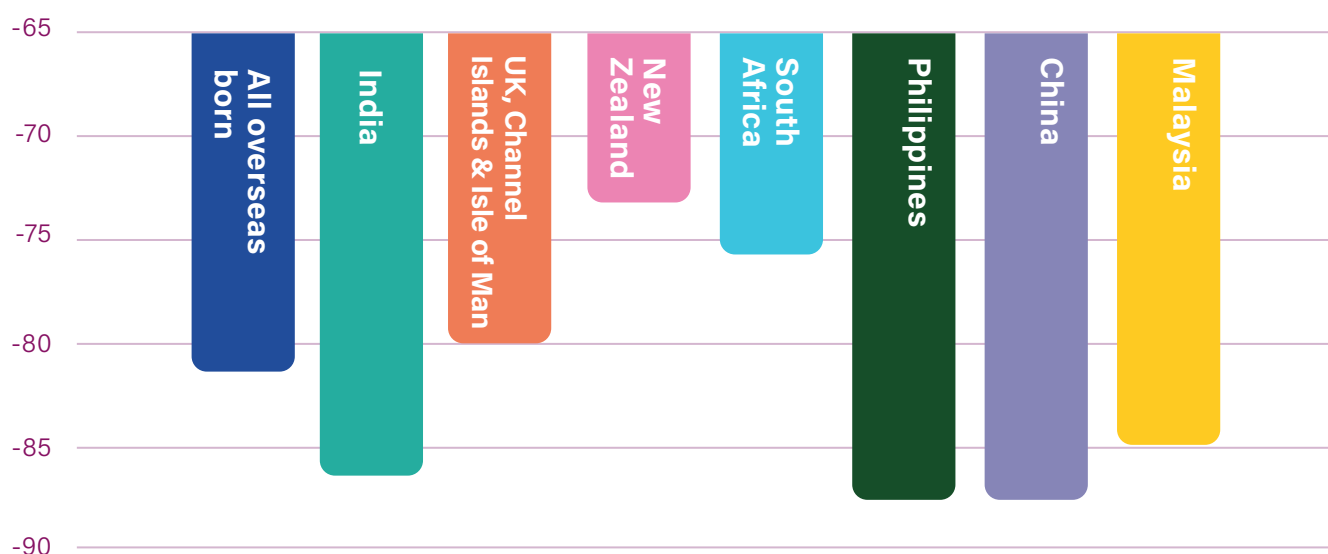 -65
-70
-75
-80
-85
-90
All overseas
born
India
UK, Channel
Islands & Isle of Man
New
Zealand
South
Africa
Philippines
China
Malaysia